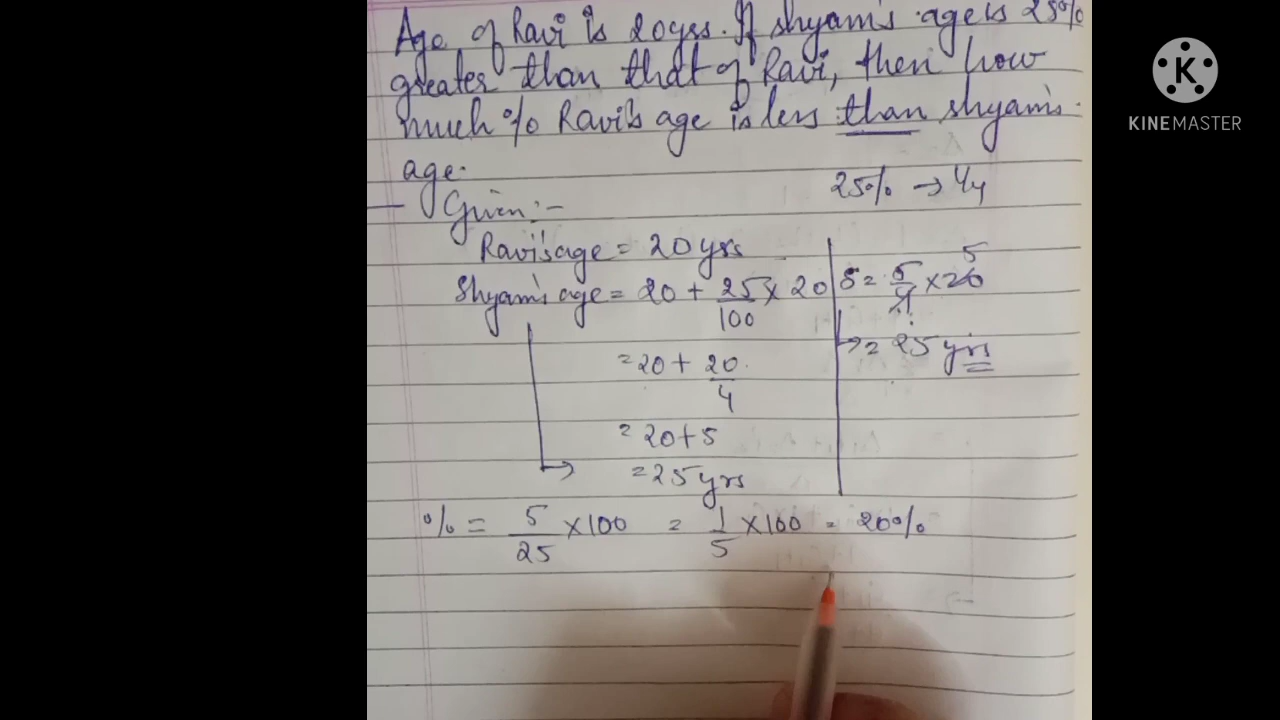 Age of Ravi is 20yrs. If shyam's age is 25%
greater than that of Ravi, then how
much % Ravi's age is less than shyam's
age.
25% → 1/4
Given:-
Ravi's age = 20 yrs
Shyam's age = 20 + 25/100 × 20
S = 5/4 × 20 5
= 25 yrs
= 20 + 20/4
= 20+5
= 25 yrs
% = 5/25 × 100 = 1/5 × 100 = 20%
K
KINEMASTER